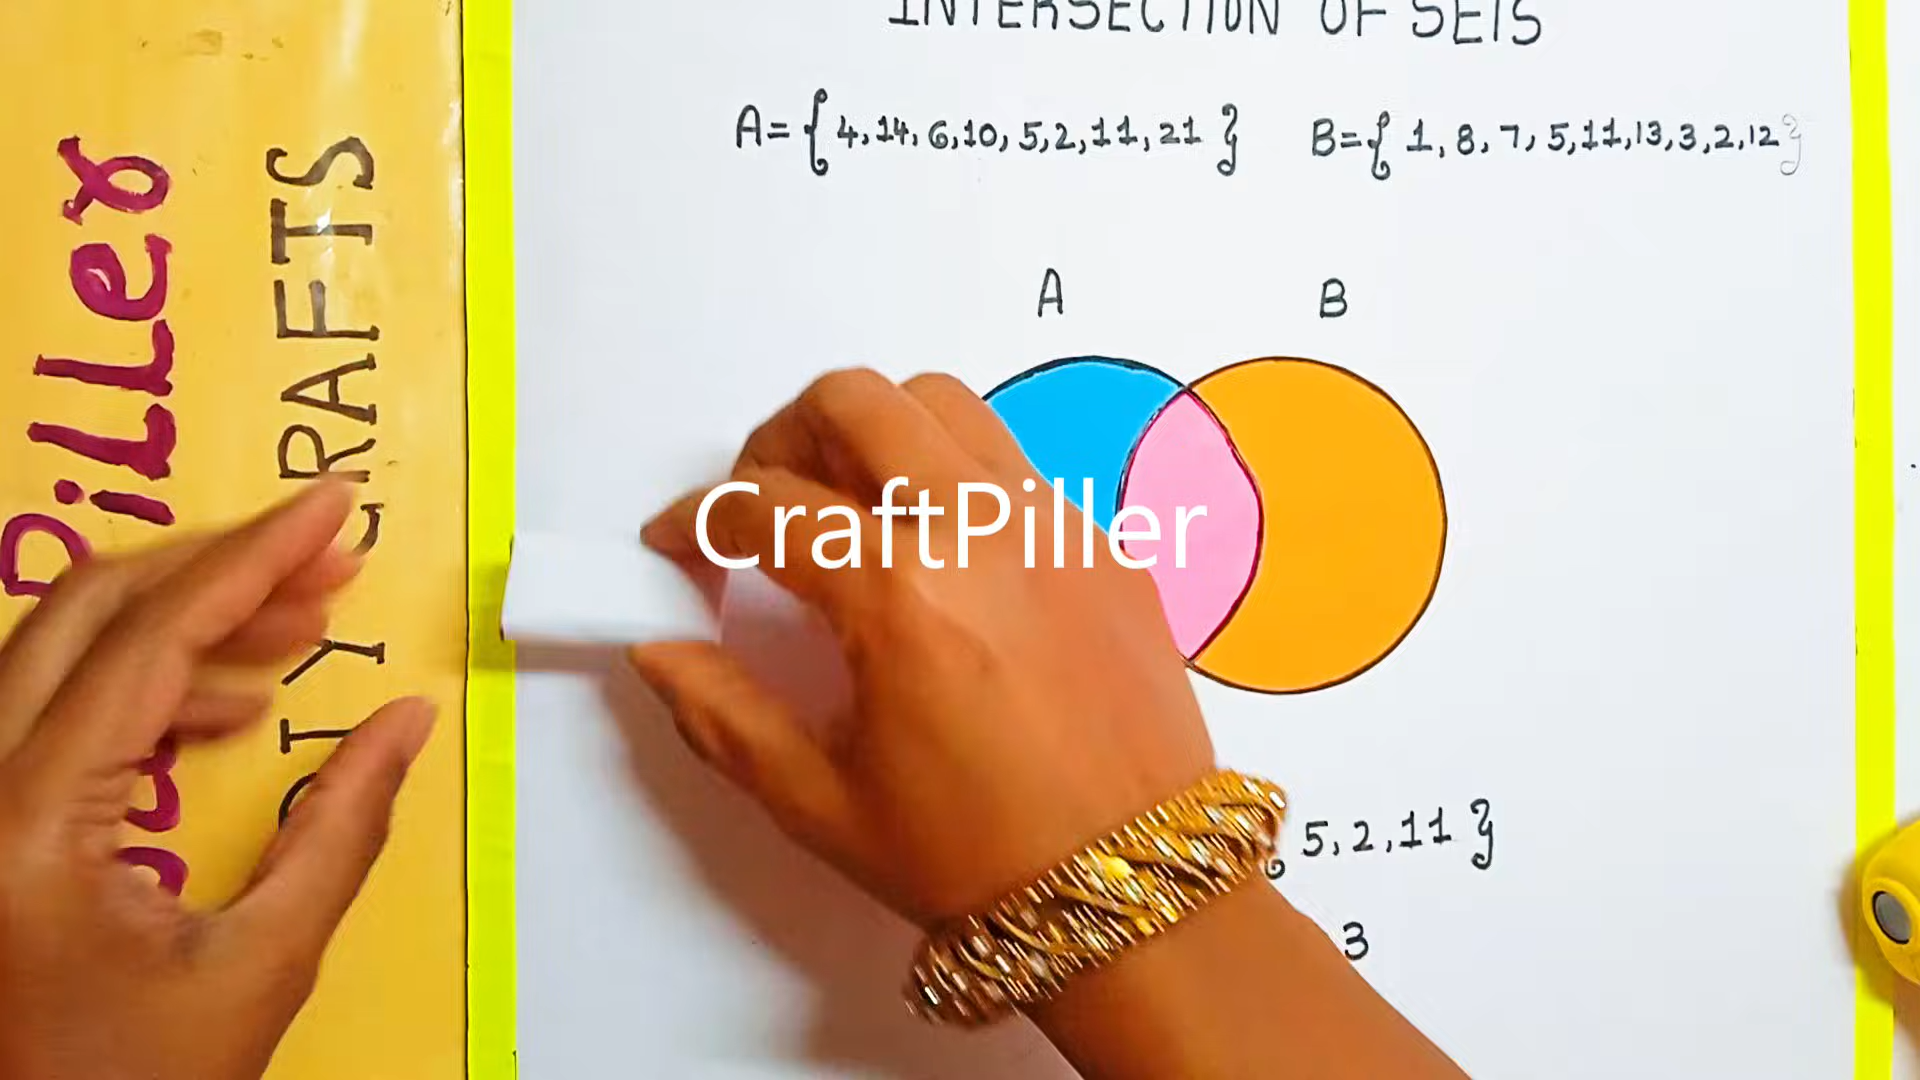 INTERSECTION OF SETS
A={4,14,6,10,5,2,11,21} B={1,8,7,5,11,13,3,2,12}
A B
CraftPiller
5,2,11}
3
Piller
DIY CRAFTS